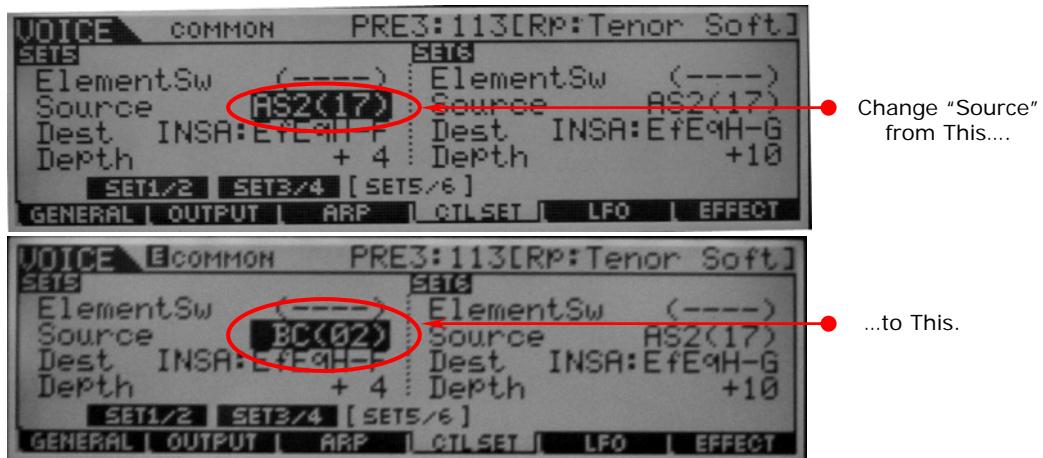 VOICE COMMON PRE3:113[RP:Tenor Soft]
SET5 SET6
ElementSw (----) ElementSw (----)
Source AS2(17) Source AS2(17)
Dest INSA:EfEqH-F Dest INSA:EfEqH-G
Depth + 4 Depth +10
SET1/2 SET3/4 [ SET5/6 ]
GENERAL OUTPUT ARP CTLSET LFO EFFECT
Change “Source”
from This....
VOICE E COMMON PRE3:113[RP:Tenor Soft]
SET5 SET6
ElementSw (----) ElementSw (----)
Source BC(02) Source AS2(17)
Dest INSA:EfEqH-F Dest INSA:EfEqH-G
Depth + 4 Depth +10
SET1/2 SET3/4 [ SET5/6 ]
GENERAL OUTPUT ARP CTLSET LFO EFFECT
...to This.